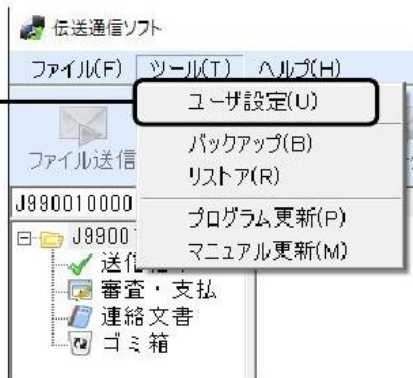 伝送通信ソフト
ファイル(F) ツール(T) ヘルプ(H)
ユーザ設定(U)
バックアップ(B)
ファイル送信
リストア(R)
J990010000
プログラム更新(P)
J9900
マニュアル更新(M)
送信
審査・支払
連絡文書
ゴミ箱